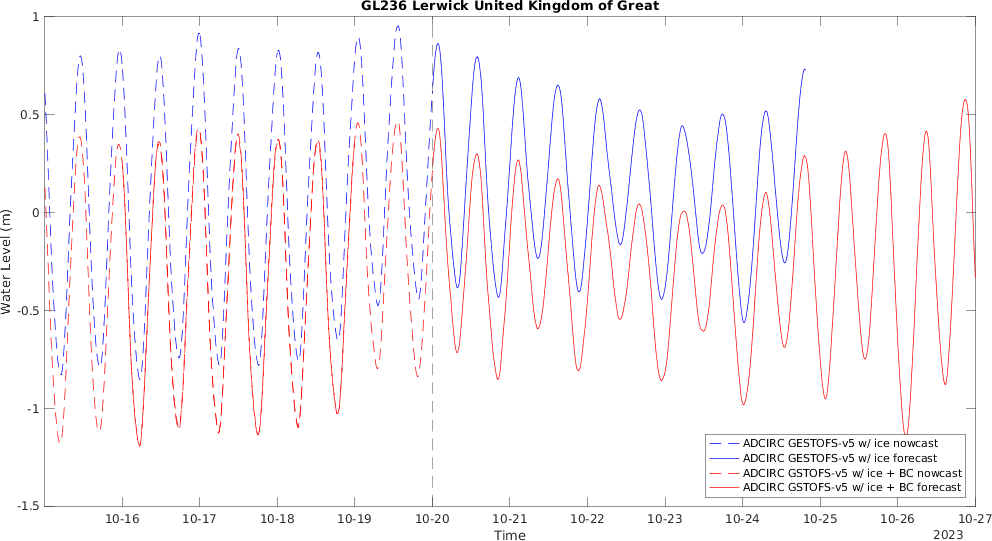 GL236 Lerwick United Kingdom of Great
1
0.5
0
-0.5
-1
-1.5
Water Level (m)
10-16 10-17 10-18 10-19 10-20 10-21 10-22 10-23 10-24 10-25 10-26 10-27
Time
2023
ADCIRC GESTOFS-v5 w/ ice nowcast
ADCIRC GESTOFS-v5 w/ ice forecast
ADCIRC GSTOFS-v5 w/ ice + BC nowcast
ADCIRC GSTOFS-v5 w/ ice + BC forecast